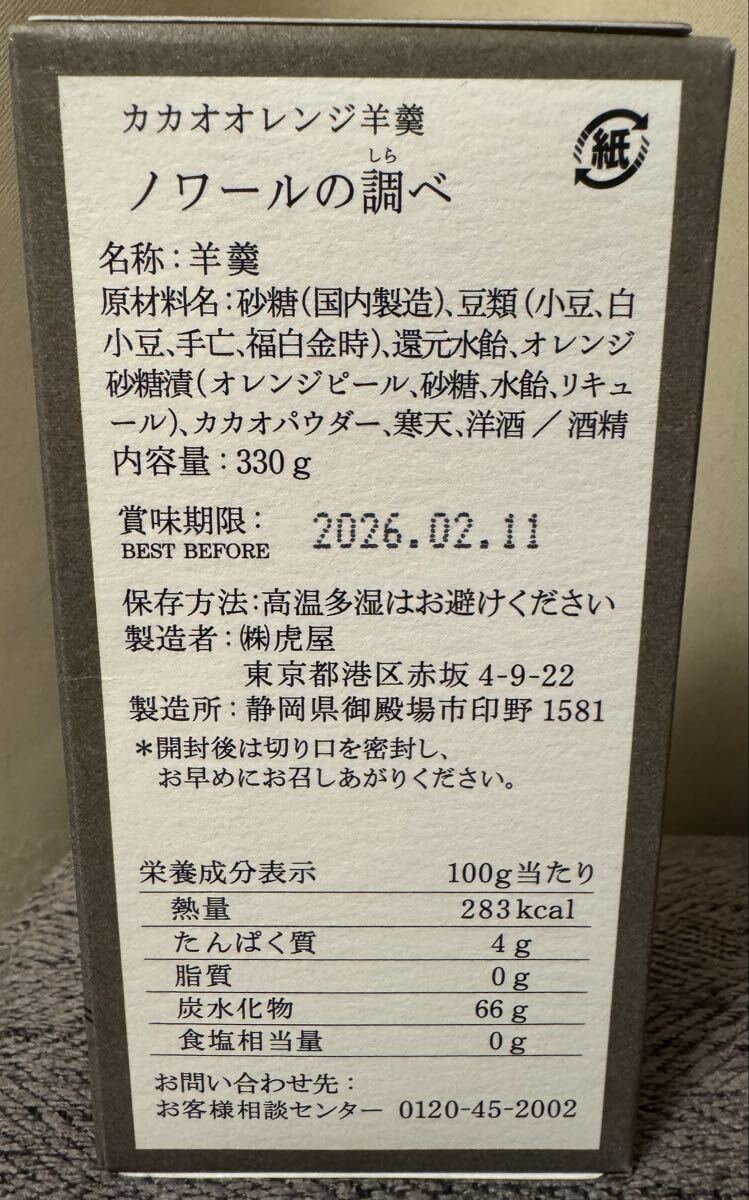 カカオオレンジ羊羹
紙
しら
ノワールの調べ
名称：羊羹
原材料名：砂糖（国内製造）、豆類（小豆、白
小豆、手亡、福白金時）、還元水飴、オレンジ
砂糖漬（オレンジピール、砂糖、水飴、リキュ
ール）、カカオパウダー、寒天、洋酒／酒精
内容量：330g
賞味期限：
BEST BEFORE
2026.02.11
保存方法：高温多湿はお避けください
製造者：㈱虎屋
東京都港区赤坂 4-9-22
製造所：静岡県御殿場市印野 1581
＊開封後は切り口を密封し、
お早めにお召しあがりください。
栄養成分表示 100g当たり
熱量 283kcal
たんぱく質 4g
脂質 0g
炭水化物 66g
食塩相当量 0g
お問い合わせ先：
お客様相談センター 0120-45-2002